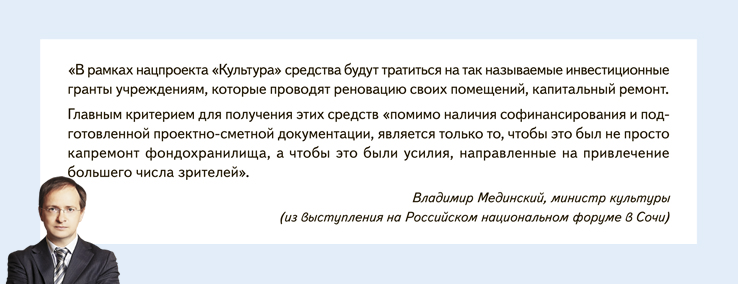 «В рамках нацпроекта «Культура» средства будут тратиться на так называемые инвестиционные
гранты учреждениям, которые проводят реновацию своих помещений, капитальный ремонт.
Главным критерием для получения этих средств «помимо наличия софинансирования и под-
готовленной проектно-сметной документации, является только то, чтобы это был не просто
капремонт фондохранилища, а чтобы это были усилия, направленные на привлечение
большего числа зрителей».
Владимир Мединский, министр культуры
(из выступления на Российском национальном форуме в Сочи)